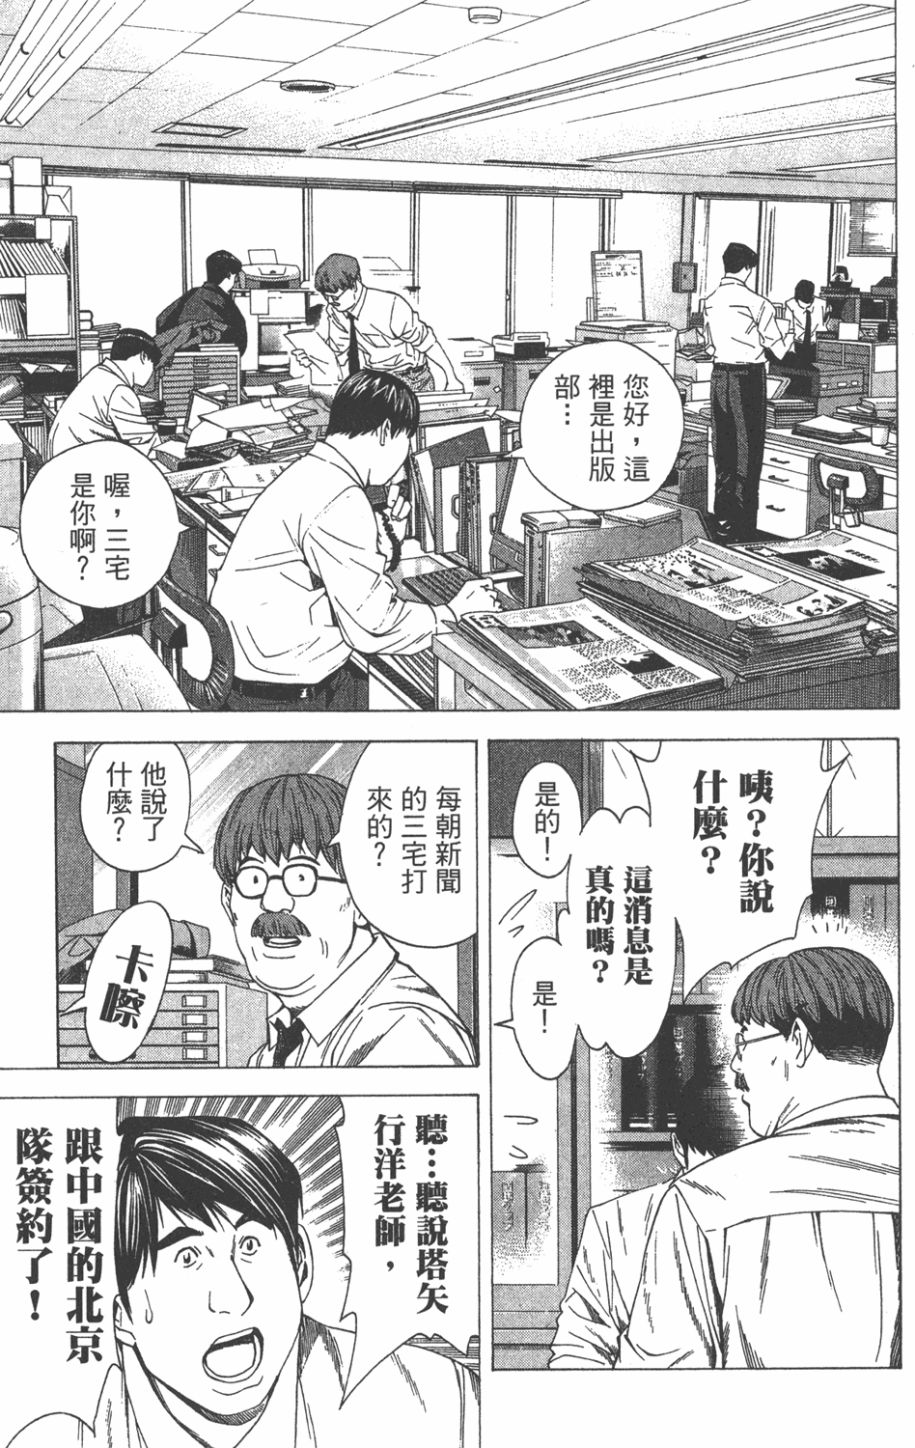 您好，這
裡是出版
部…
喔，三宅
是你啊？
咦？你說
什麼？
這消息是
真的嗎？
是的！
是！
每朝新聞
的三宅打
來的？
他說了
什麼？
卡嚓
聽…聽說塔矢
行洋老師，
跟中國的北京
隊簽約了！